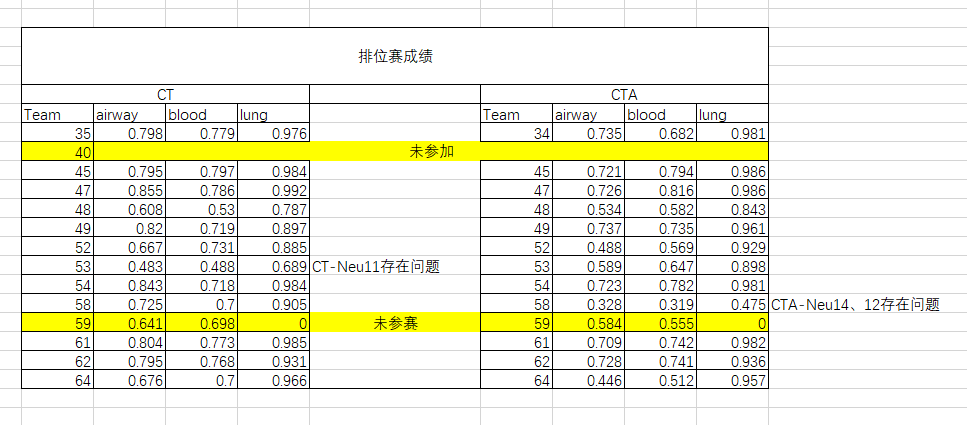 排位赛成绩
CT CTA
Team airway blood lung Team airway blood lung
35 0.798 0.779 0.976 34 0.735 0.682 0.981
40 未参加
45 0.795 0.797 0.984 45 0.721 0.794 0.986
47 0.855 0.786 0.992 47 0.726 0.816 0.986
48 0.608 0.53 0.787 48 0.534 0.582 0.843
49 0.82 0.719 0.897 49 0.737 0.735 0.961
52 0.667 0.731 0.885 52 0.488 0.569 0.929
53 0.483 0.488 0.689 CT-Neu11存在问题 53 0.589 0.647 0.898
54 0.843 0.718 0.984 54 0.723 0.782 0.981
58 0.725 0.7 0.905 58 0.328 0.319 0.475 CTA-Neu14、12存在问题
59 0.641 0.698 0 未参赛 59 0.584 0.555 0
61 0.804 0.773 0.985 61 0.709 0.742 0.982
62 0.795 0.768 0.931 62 0.728 0.741 0.936
64 0.676 0.7 0.966 64 0.446 0.512 0.957